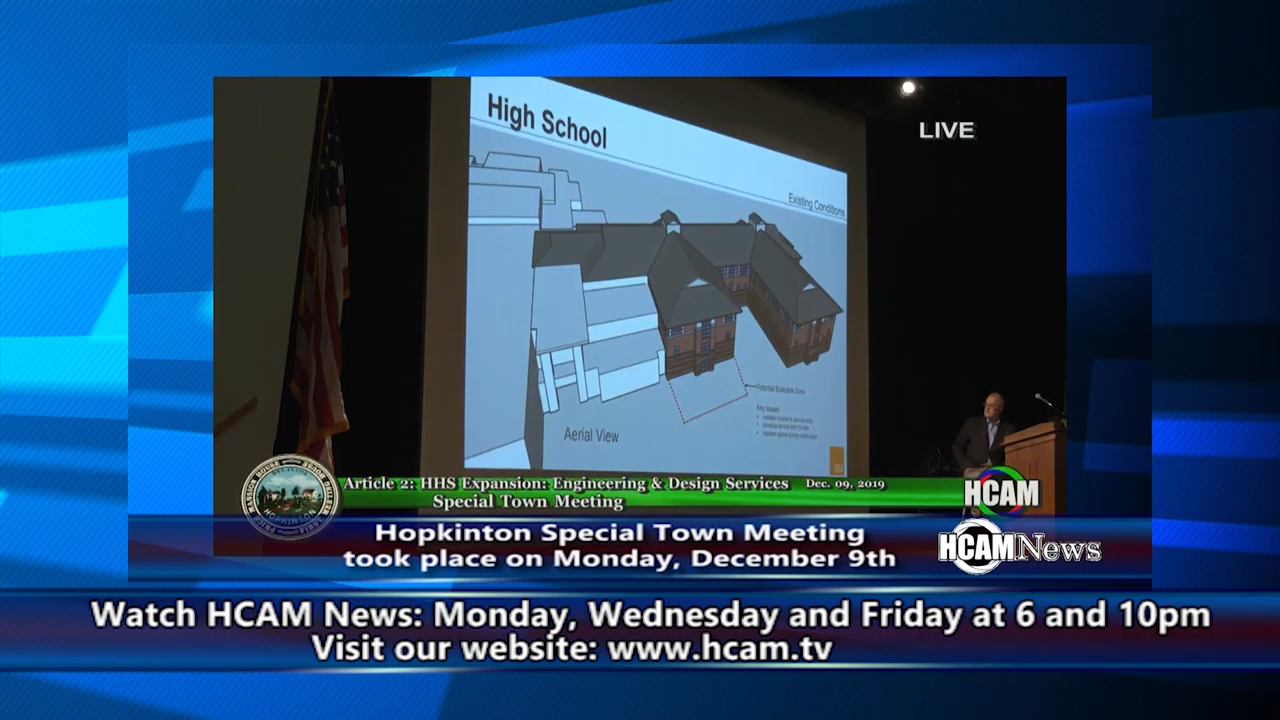 High School
LIVE
Existing Conditions
Potential Buildable Zone
Key Issues
Aerial View
HOPKINTON
Article 2: HHS Expansion: Engineering & Design Services Dec. 09, 2019
Special Town Meeting
HCAM
Hopkinton Special Town Meeting
took place on Monday, December 9th
HCAM News
Watch HCAM News: Monday, Wednesday and Friday at 6 and 10pm
Visit our website: www.hcam.tv